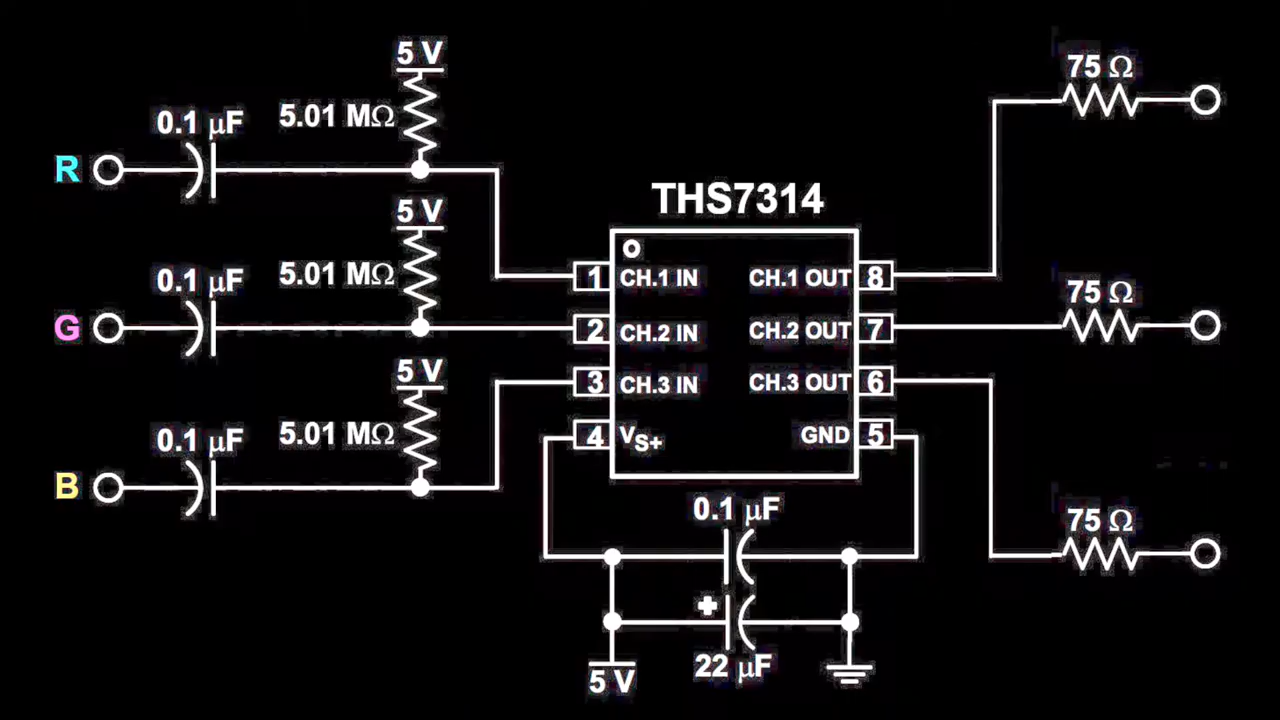 5 V
75 Ω
5.01 MΩ
0.1 µF
R
THS7314
5 V
5.01 MΩ
0.1 µF
G
1 CH.1 IN CH.1 OUT 8
75 Ω
2 CH.2 IN CH.2 OUT 7
5 V
3 CH.3 IN CH.3 OUT 6
5.01 MΩ
0.1 µF
B
4 VS+ GND 5
0.1 µF
75 Ω
+
22 µF
5 V